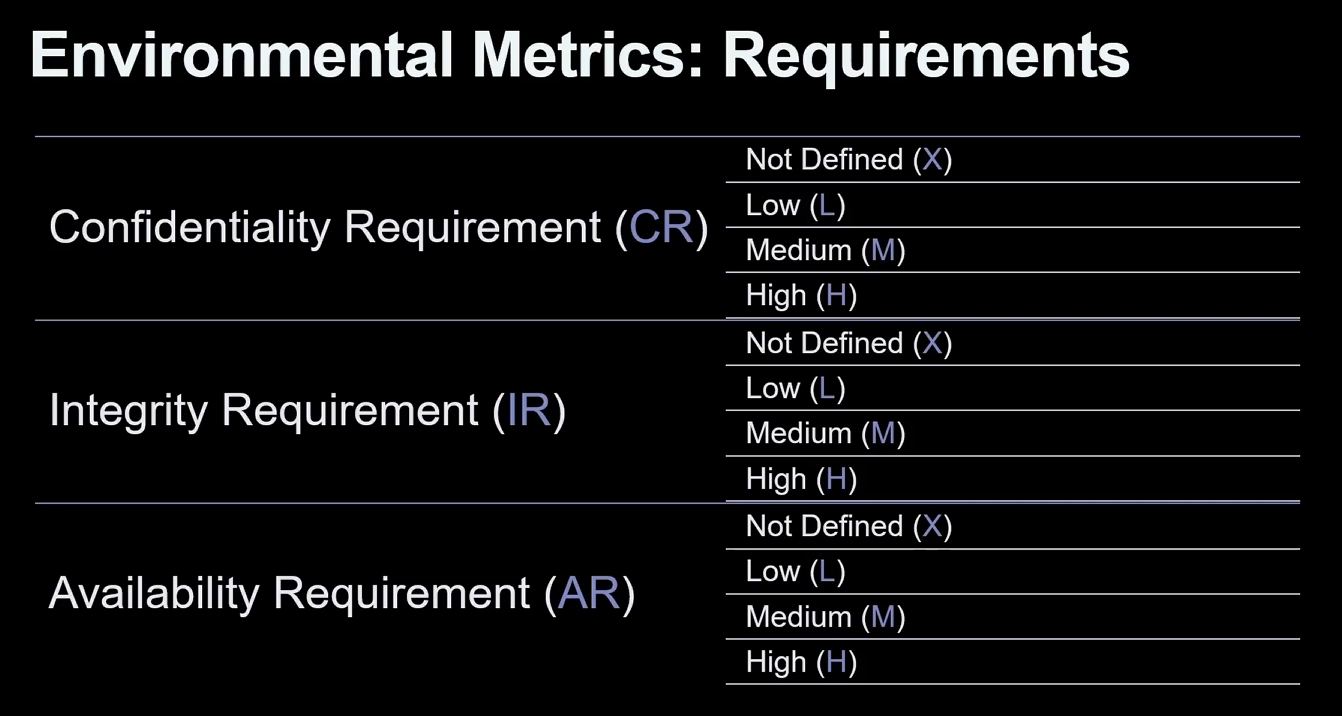 Environmental Metrics: Requirements
Confidentiality Requirement (CR)
Not Defined (X)
Low (L)
Medium (M)
High (H)
Integrity Requirement (IR)
Not Defined (X)
Low (L)
Medium (M)
High (H)
Availability Requirement (AR)
Not Defined (X)
Low (L)
Medium (M)
High (H)